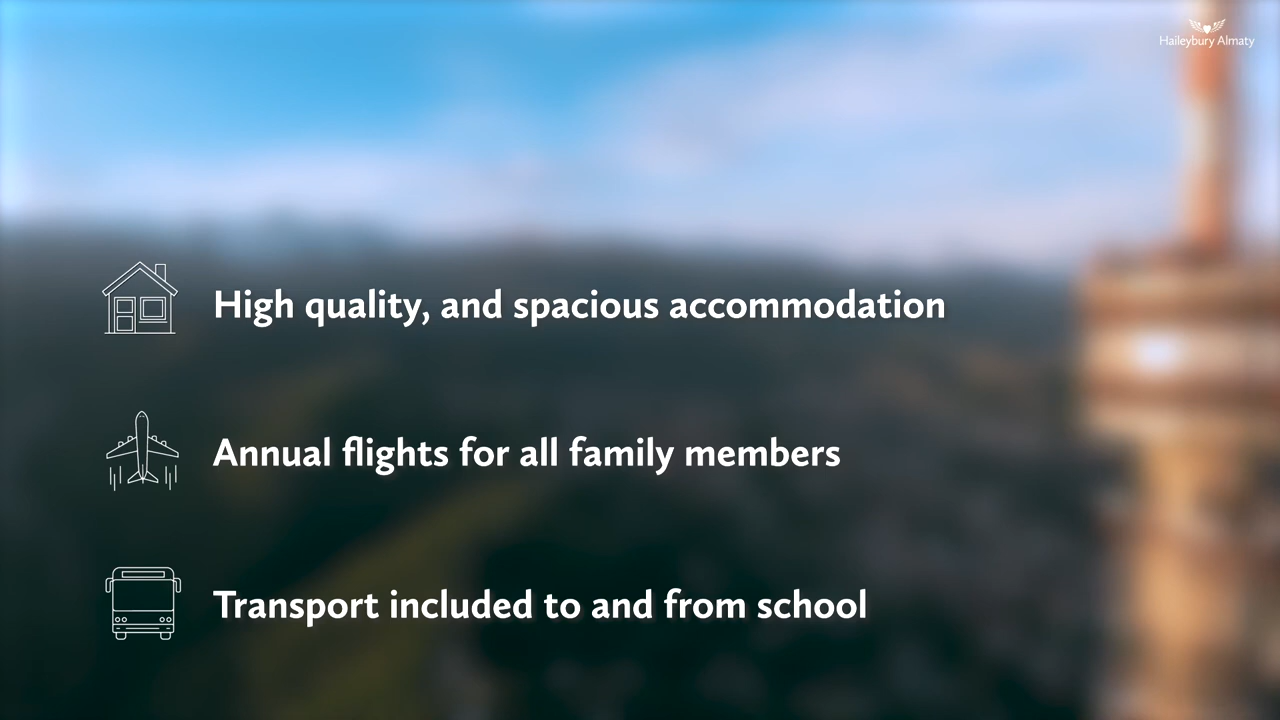 Haileybury Almaty
High quality, and spacious accommodation
Annual flights for all family members
Transport included to and from school